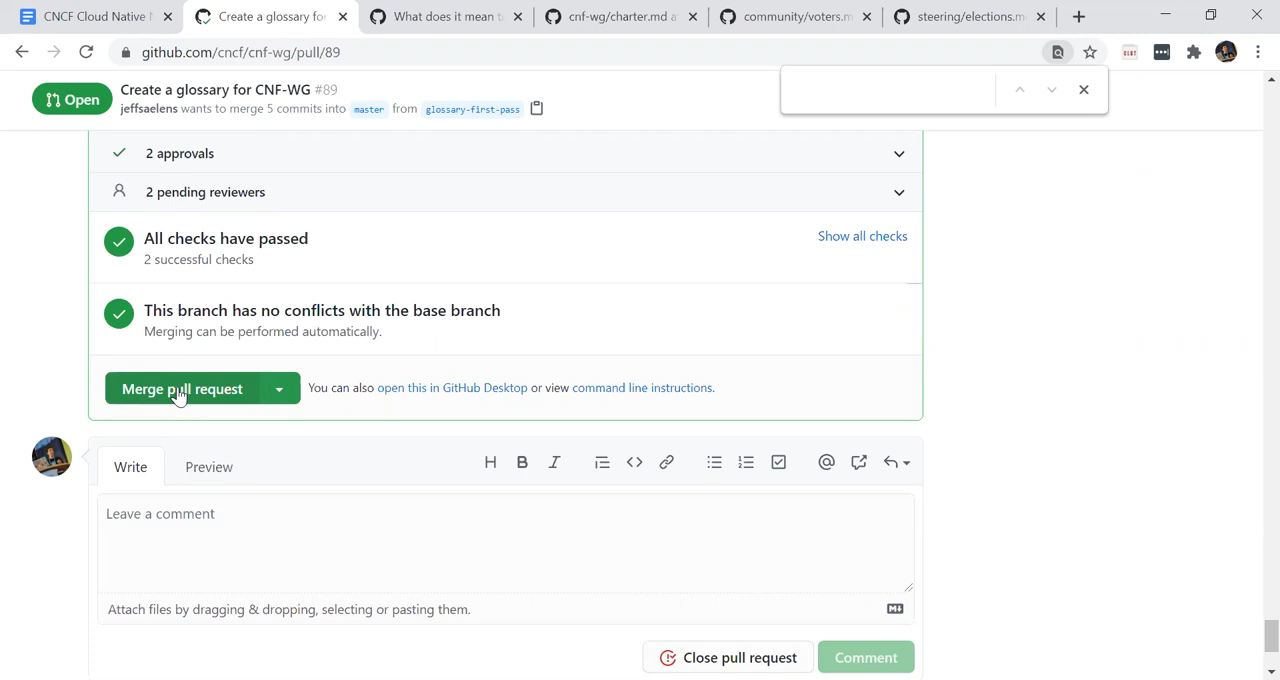 CNCF Cloud Native
Create a glossary fo
What does it mean
cnf-wg/charter.md a
community/voters.m
steering/elections.m
github.com/cncf/cnf-wg/pull/89
Open
Create a glossary for CNF-WG #89
jeffsaelens wants to merge 5 commits into master from glossary-first-pass
2 approvals
2 pending reviewers
All checks have passed
Show all checks
2 successful checks
This branch has no conflicts with the base branch
Merging can be performed automatically.
Merge pull request
You can also open this in GitHub Desktop or view command line instructions.
Write
Preview
Leave a comment
Attach files by dragging & dropping, selecting or pasting them.
Close pull request
Comment